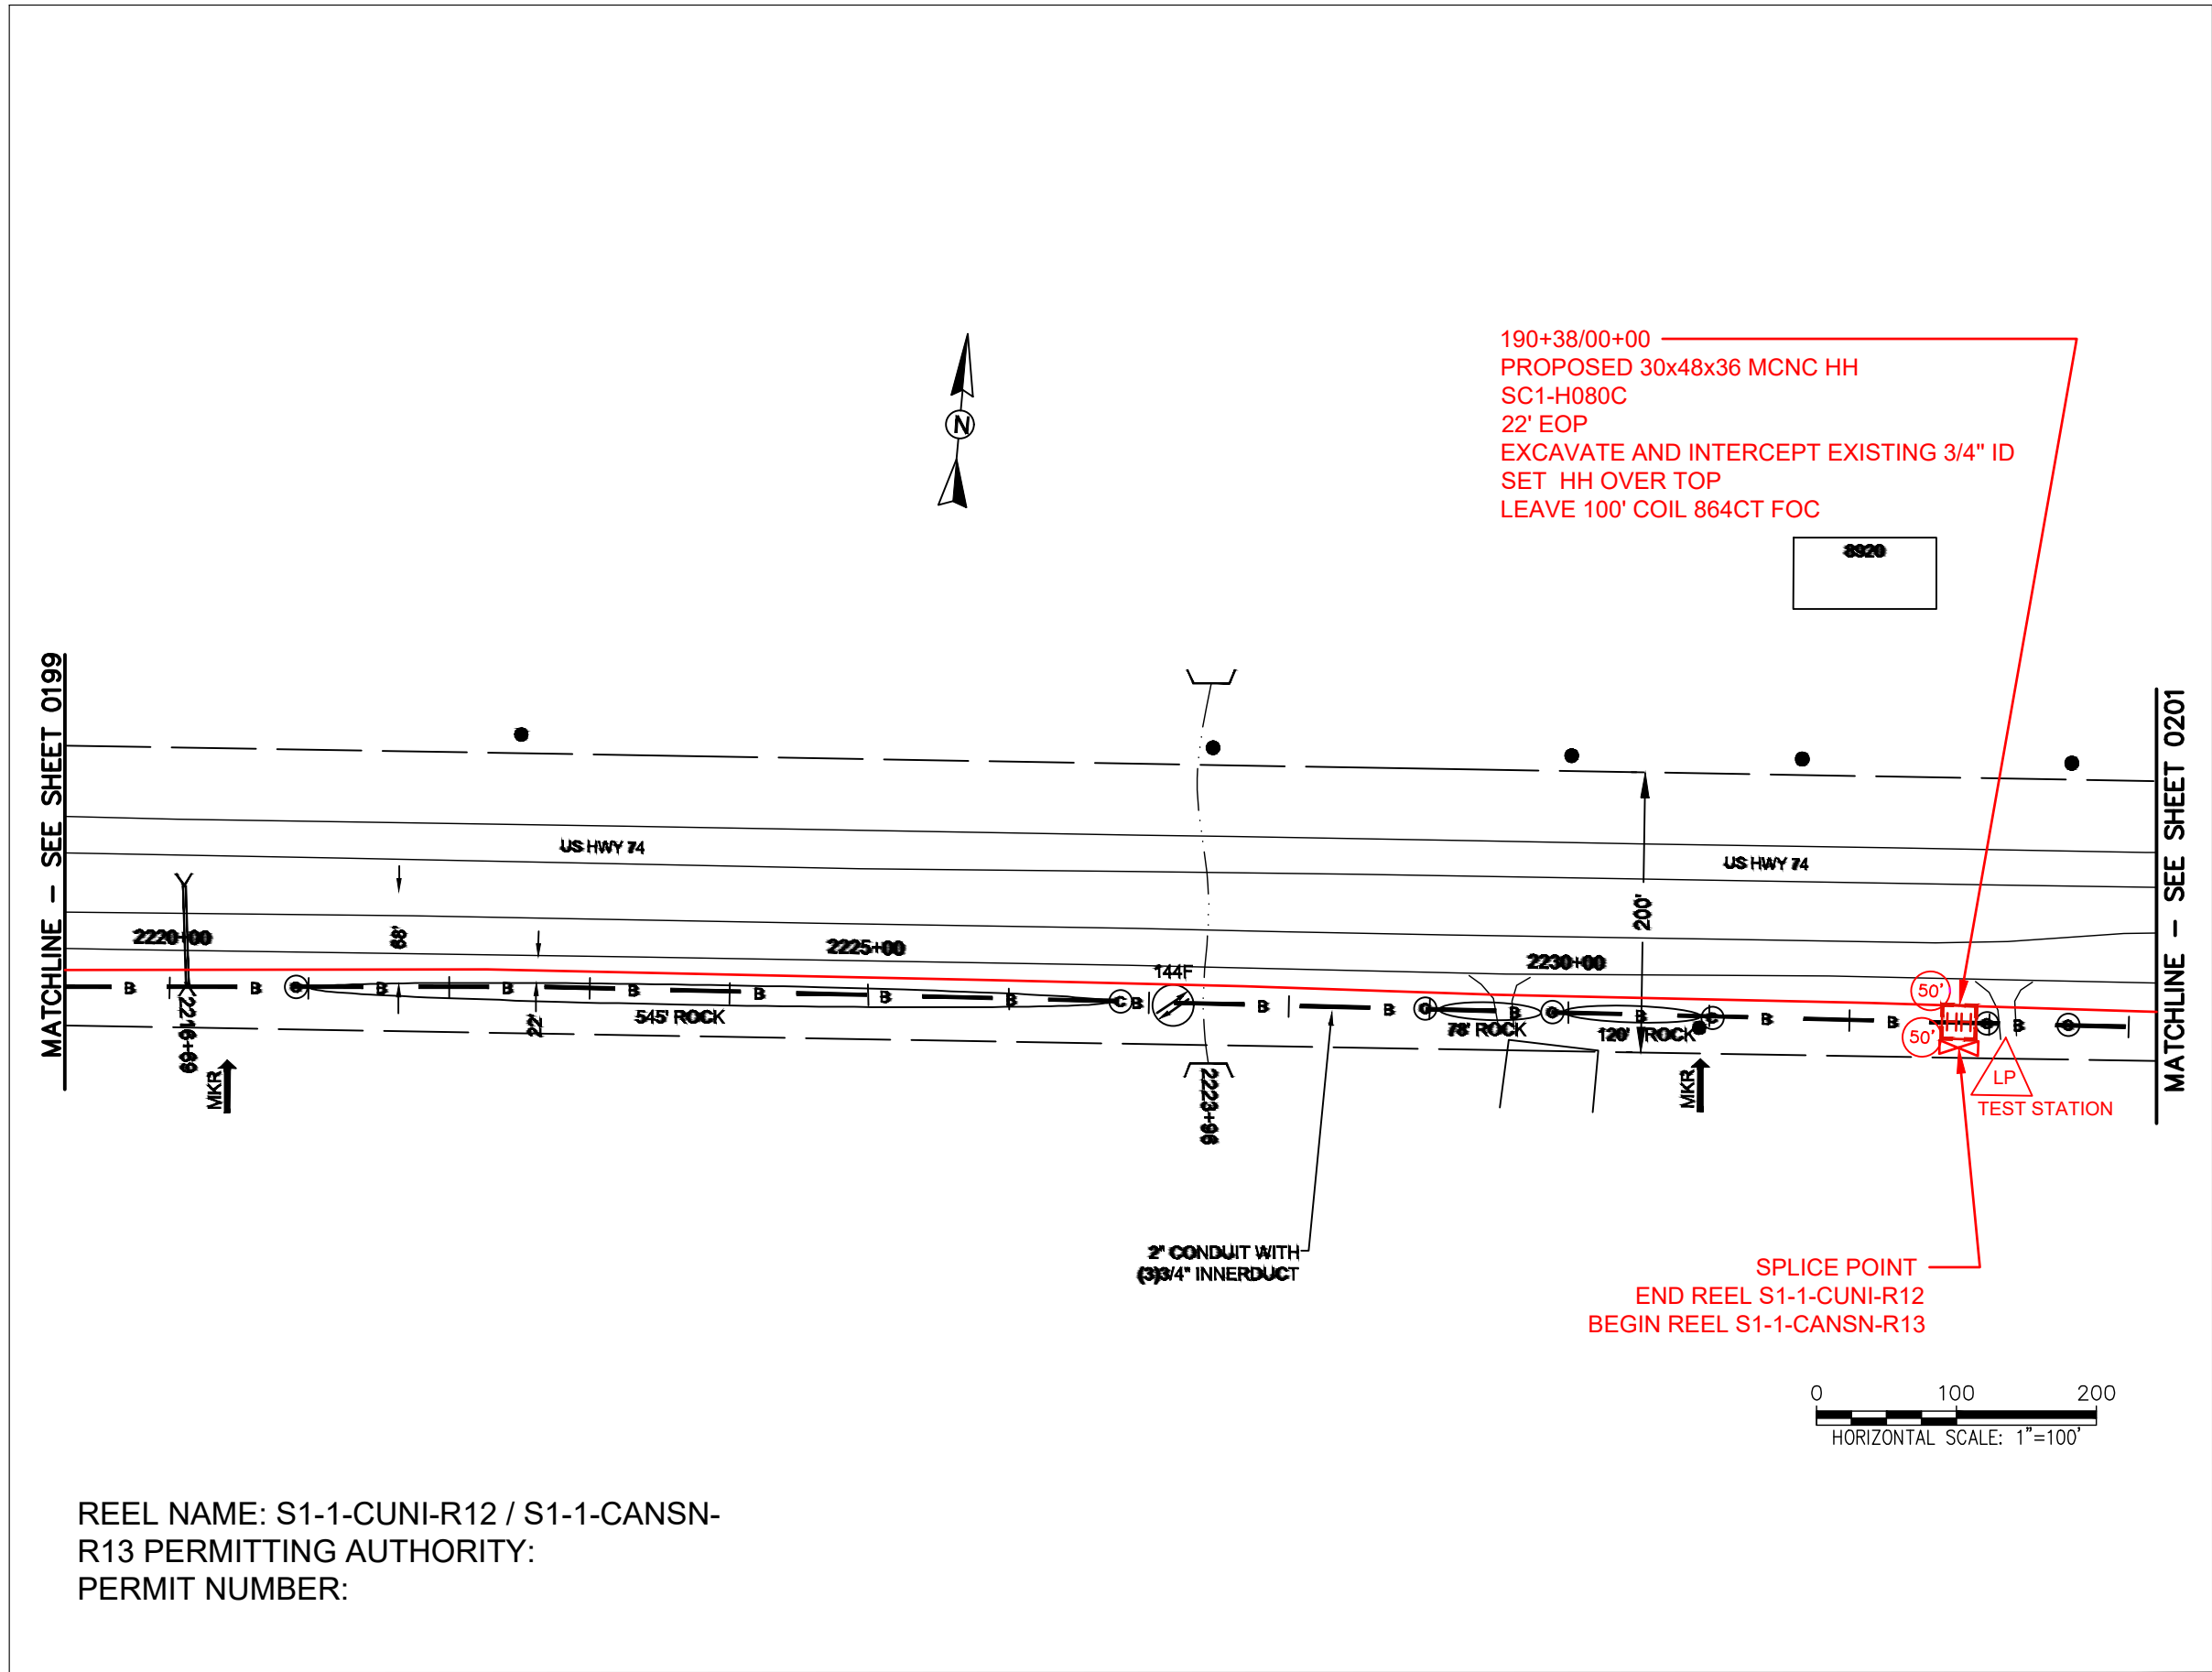 190+38/00+00
PROPOSED 30x48x36 MCNC HH
SC1-H080C
22' EOP
EXCAVATE AND INTERCEPT EXISTING 3/4" ID
SET HH OVER TOP
LEAVE 100' COIL 864CT FOC
N
8920
MATCHLINE - SEE SHEET 0199
MATCHLINE - SEE SHEET 0201
US HWY 74
US HWY 74
200'
2220+00
2225+00
2230+00
144F
50'
50'
B B B B B B B B B B B B B B B B
C
C
2216+69
22'
545' ROCK
78' ROCK
120' ROCK
MKR
MKR
2223+96
LP
TEST STATION
2" CONDUIT WITH
(3)3/4" INNERDUCT
SPLICE POINT
END REEL S1-1-CUNI-R12
BEGIN REEL S1-1-CANSN-R13
0 100 200
HORIZONTAL SCALE: 1"=100'
REEL NAME: S1-1-CUNI-R12 / S1-1-CANSN-
R13 PERMITTING AUTHORITY:
PERMIT NUMBER: